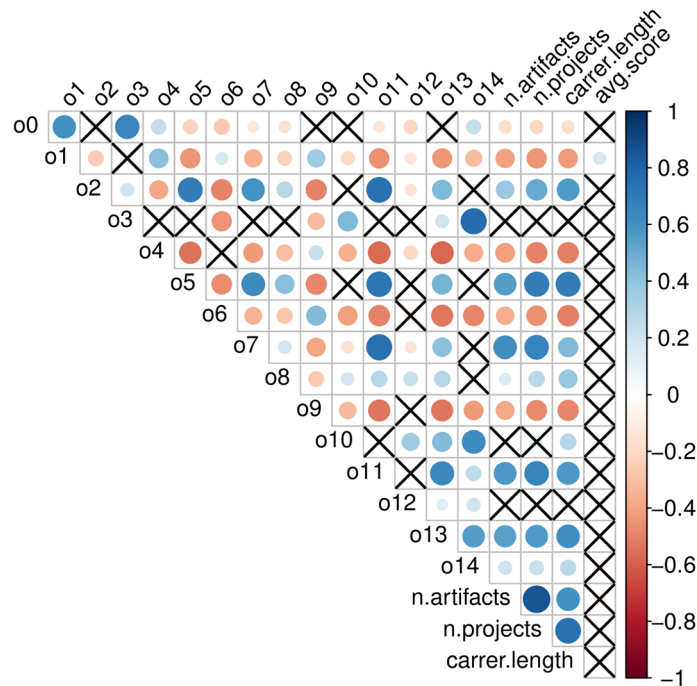 o1 o2 o3 o4 o5 o6 o7 o8 o9 o10 o11 o12 o13 o14 n.artifacts n.projects carrer.length avg.score
o0
o1
o2
o3
o4
o5
o6
o7
o8
o9
o10
o11
o12
o13
o14
n.artifacts
n.projects
carrer.length
1
0.8
0.6
0.4
0.2
0
−0.2
−0.4
−0.6
−0.8
−1